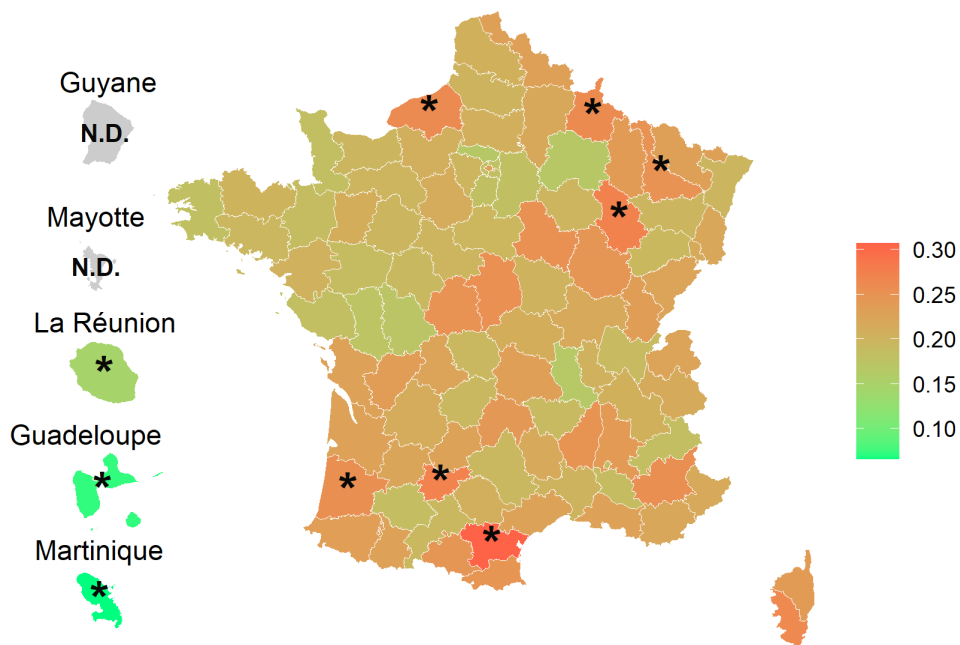 Guyane
N.D.
Mayotte
N.D.
La Réunion
*
Guadeloupe
*
Martinique
*
*
*
*
*
*
*
*
0.30
0.25
0.20
0.15
0.10